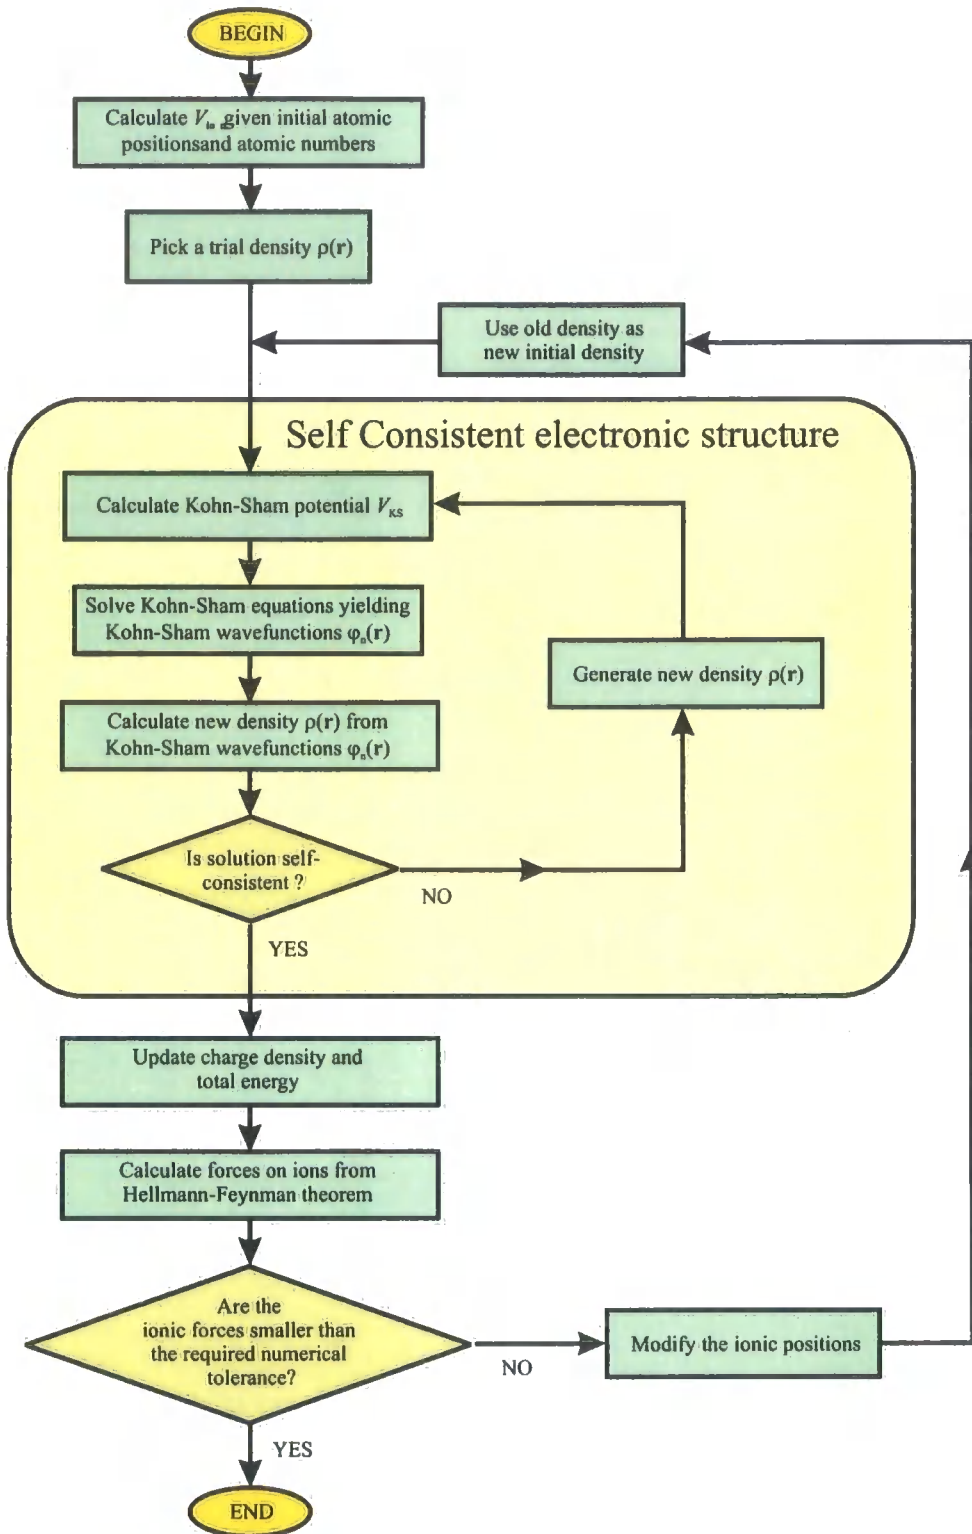 BEGIN
Calculate V_in given initial atomic
positionsand atomic numbers
Pick a trial density ρ(r)
Use old density as
new initial density
Self Consistent electronic structure
Calculate Kohn-Sham potential V_KS
Solve Kohn-Sham equations yielding
Kohn-Sham wavefunctions φ_n(r)
Generate new density ρ(r)
Calculate new density ρ(r) from
Kohn-Sham wavefunctions φ_n(r)
Is solution self-
consistent ?
NO
YES
Update charge density and
total energy
Calculate forces on ions from
Hellmann-Feynman theorem
Are the
ionic forces smaller than
the required numerical
tolerance?
NO
Modify the ionic positions
YES
END